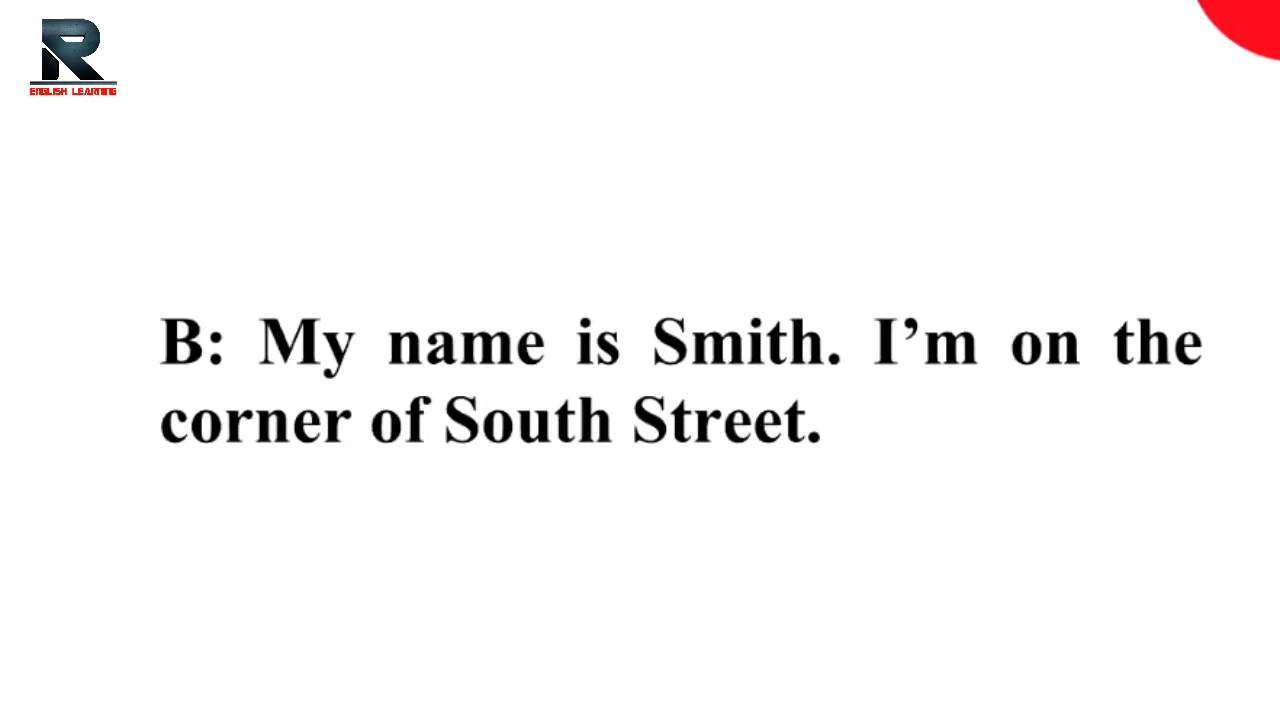 R
ENGLISH LEARNING
B: My name is Smith. I’m on the
corner of South Street.